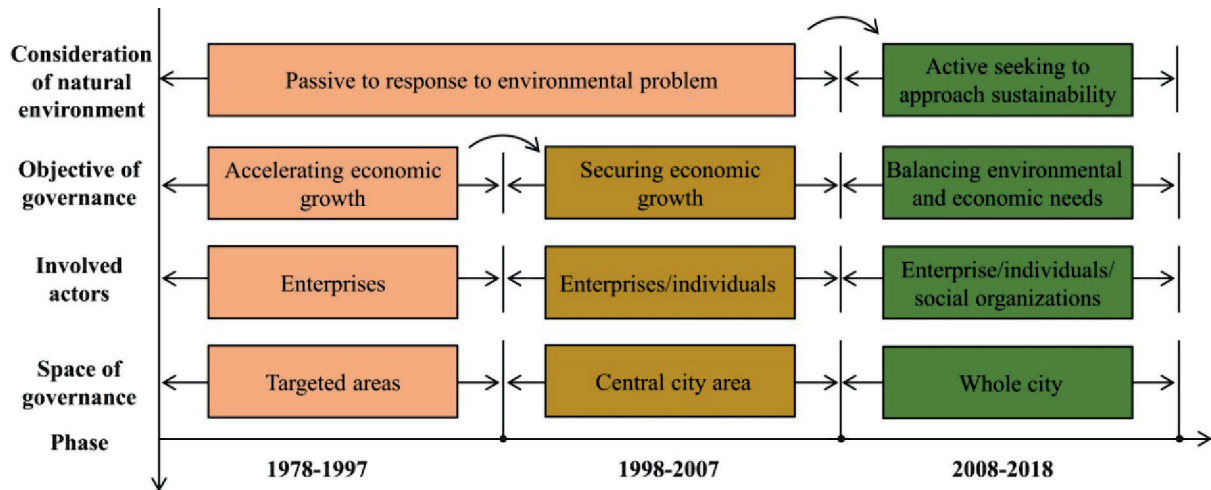 Consideration
of natural
environment
Passive to response to environmental problem
Active seeking to
approach sustainability
Objective of
governance
Accelerating economic
growth
Securing economic
growth
Balancing environmental
and economic needs
Involved
actors
Enterprises
Enterprises/individuals
Enterprise/individuals/
social organizations
Space of
governance
Targeted areas
Central city area
Whole city
Phase
1978-1997
1998-2007
2008-2018